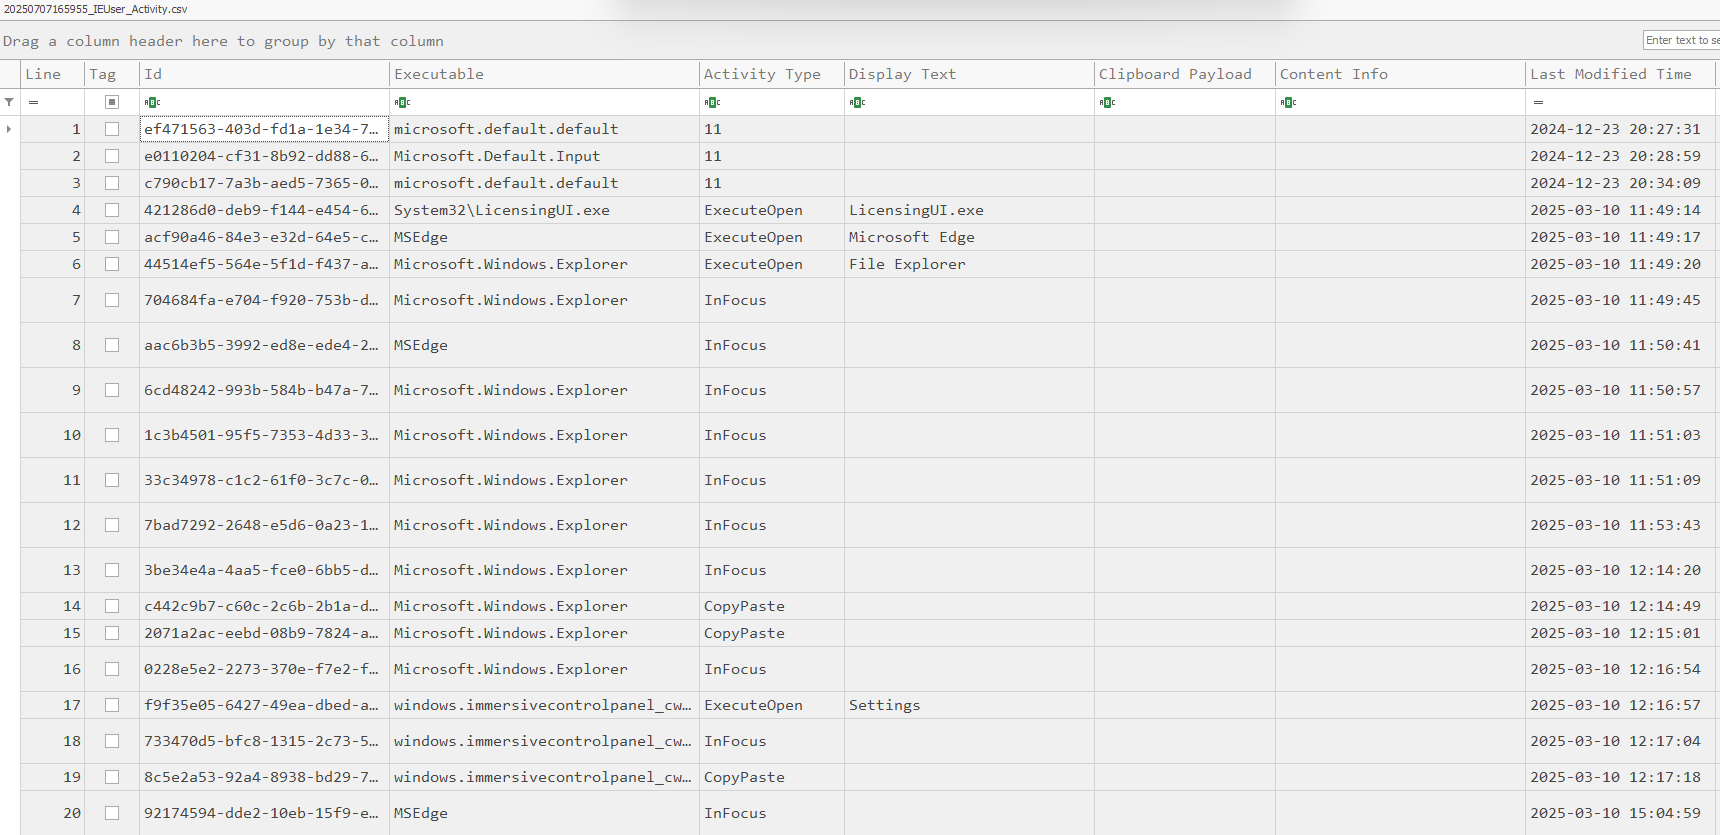 20250707165955_IEUser_Activity.csv
Drag a column header here to group by that column
Enter text to se
Line Tag Id Executable Activity Type Display Text Clipboard Payload Content Info Last Modified Time
= ABC ABC ABC ABC ABC ABC =
1 ef471563-403d-fd1a-1e34-7… microsoft.default.default 11 2024-12-23 20:27:31
2 e0110204-cf31-8b92-dd88-6… Microsoft.Default.Input 11 2024-12-23 20:28:59
3 c790cb17-7a3b-aed5-7365-0… microsoft.default.default 11 2024-12-23 20:34:09
4 421286d0-deb9-f144-e454-6… System32\LicensingUI.exe ExecuteOpen LicensingUI.exe 2025-03-10 11:49:14
5 acf90a46-84e3-e32d-64e5-c… MSEdge ExecuteOpen Microsoft Edge 2025-03-10 11:49:17
6 44514ef5-564e-5f1d-f437-a… Microsoft.Windows.Explorer ExecuteOpen File Explorer 2025-03-10 11:49:20
7 704684fa-e704-f920-753b-d… Microsoft.Windows.Explorer InFocus 2025-03-10 11:49:45
8 aac6b3b5-3992-ed8e-ede4-2… MSEdge InFocus 2025-03-10 11:50:41
9 6cd48242-993b-584b-b47a-7… Microsoft.Windows.Explorer InFocus 2025-03-10 11:50:57
10 1c3b4501-95f5-7353-4d33-3… Microsoft.Windows.Explorer InFocus 2025-03-10 11:51:03
11 33c34978-c1c2-61f0-3c7c-0… Microsoft.Windows.Explorer InFocus 2025-03-10 11:51:09
12 7bad7292-2648-e5d6-0a23-1… Microsoft.Windows.Explorer InFocus 2025-03-10 11:53:43
13 3be34e4a-4aa5-fce0-6bb5-d… Microsoft.Windows.Explorer InFocus 2025-03-10 12:14:20
14 c442c9b7-c60c-2c6b-2b1a-d… Microsoft.Windows.Explorer CopyPaste 2025-03-10 12:14:49
15 2071a2ac-eebd-08b9-7824-a… Microsoft.Windows.Explorer CopyPaste 2025-03-10 12:15:01
16 0228e5e2-2273-370e-f7e2-f… Microsoft.Windows.Explorer InFocus 2025-03-10 12:16:54
17 f9f35e05-6427-49ea-dbed-a… windows.immersivecontrolpanel_cw… ExecuteOpen Settings 2025-03-10 12:16:57
18 733470d5-bfc8-1315-2c73-5… windows.immersivecontrolpanel_cw… InFocus 2025-03-10 12:17:04
19 8c5e2a53-92a4-8938-bd29-7… windows.immersivecontrolpanel_cw… CopyPaste 2025-03-10 12:17:18
20 92174594-dde2-10eb-15f9-e… MSEdge InFocus 2025-03-10 15:04:59